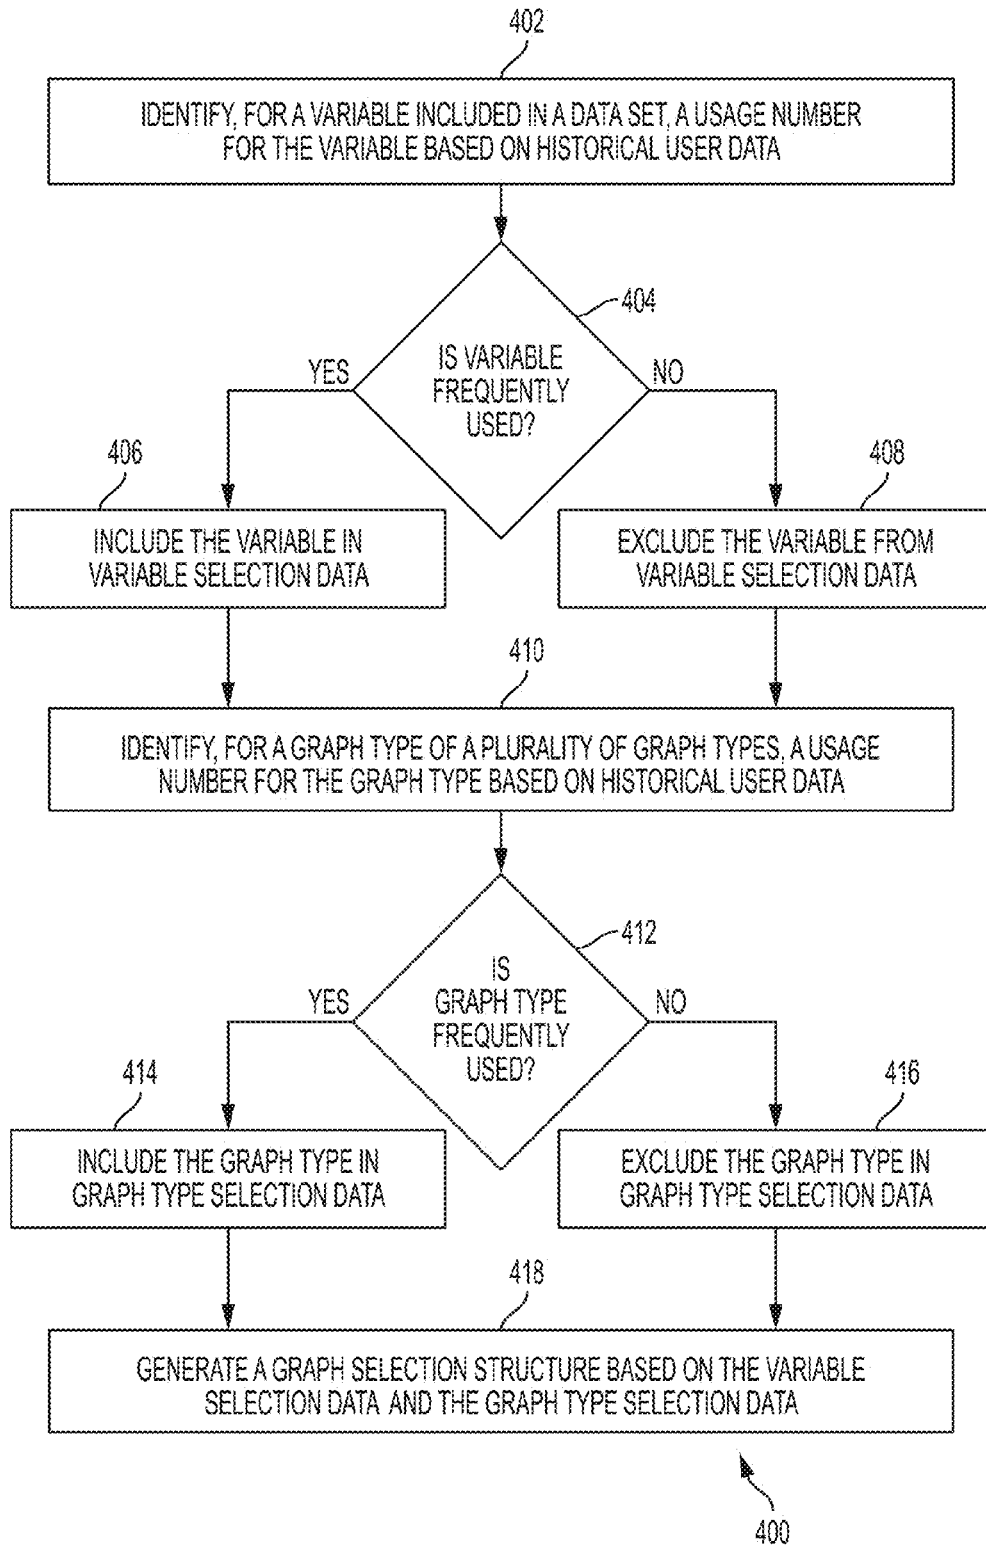 402
IDENTIFY, FOR A VARIABLE INCLUDED IN A DATA SET, A USAGE NUMBER
FOR THE VARIABLE BASED ON HISTORICAL USER DATA
404
IS VARIABLE
FREQUENTLY
USED?
YES
NO
406
INCLUDE THE VARIABLE IN
VARIABLE SELECTION DATA
408
EXCLUDE THE VARIABLE FROM
VARIABLE SELECTION DATA
410
IDENTIFY, FOR A GRAPH TYPE OF A PLURALITY OF GRAPH TYPES, A USAGE
NUMBER FOR THE GRAPH TYPE BASED ON HISTORICAL USER DATA
412
IS
GRAPH TYPE
FREQUENTLY
USED?
YES
NO
414
INCLUDE THE GRAPH TYPE IN
GRAPH TYPE SELECTION DATA
416
EXCLUDE THE GRAPH TYPE IN
GRAPH TYPE SELECTION DATA
418
GENERATE A GRAPH SELECTION STRUCTURE BASED ON THE VARIABLE
SELECTION DATA AND THE GRAPH TYPE SELECTION DATA
400